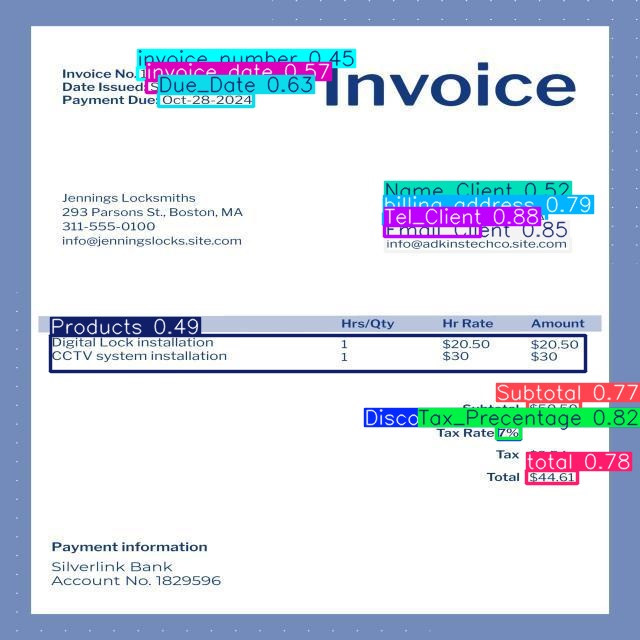 invoice_number 0.45
Invoice No.
invoice_date 0.57
Invoice
Date Issued:
Due_Date 0.63
Payment Due: Oct-28-2024
Jennings Locksmiths
293 Parsons St., Boston, MA
311-555-0100
info@jenningslocks.site.com
Name_Client 0.52
billing_address 0.79
Tel_Client 0.88
Email_Client 0.85
info@adkinstechco.site.com
Products 0.49 Hrs/Qty Hr Rate Amount
Digital Lock installation 1 $20.50 $20.50
CCTV system installation 1 $30 $30
Subtotal 0.77
Subtotal $50.50
Disco
Tax_Precentage 0.82
Tax Rate 7%
Tax
total 0.78
Total $44.61
Payment information
Silverlink Bank
Account No. 1829596